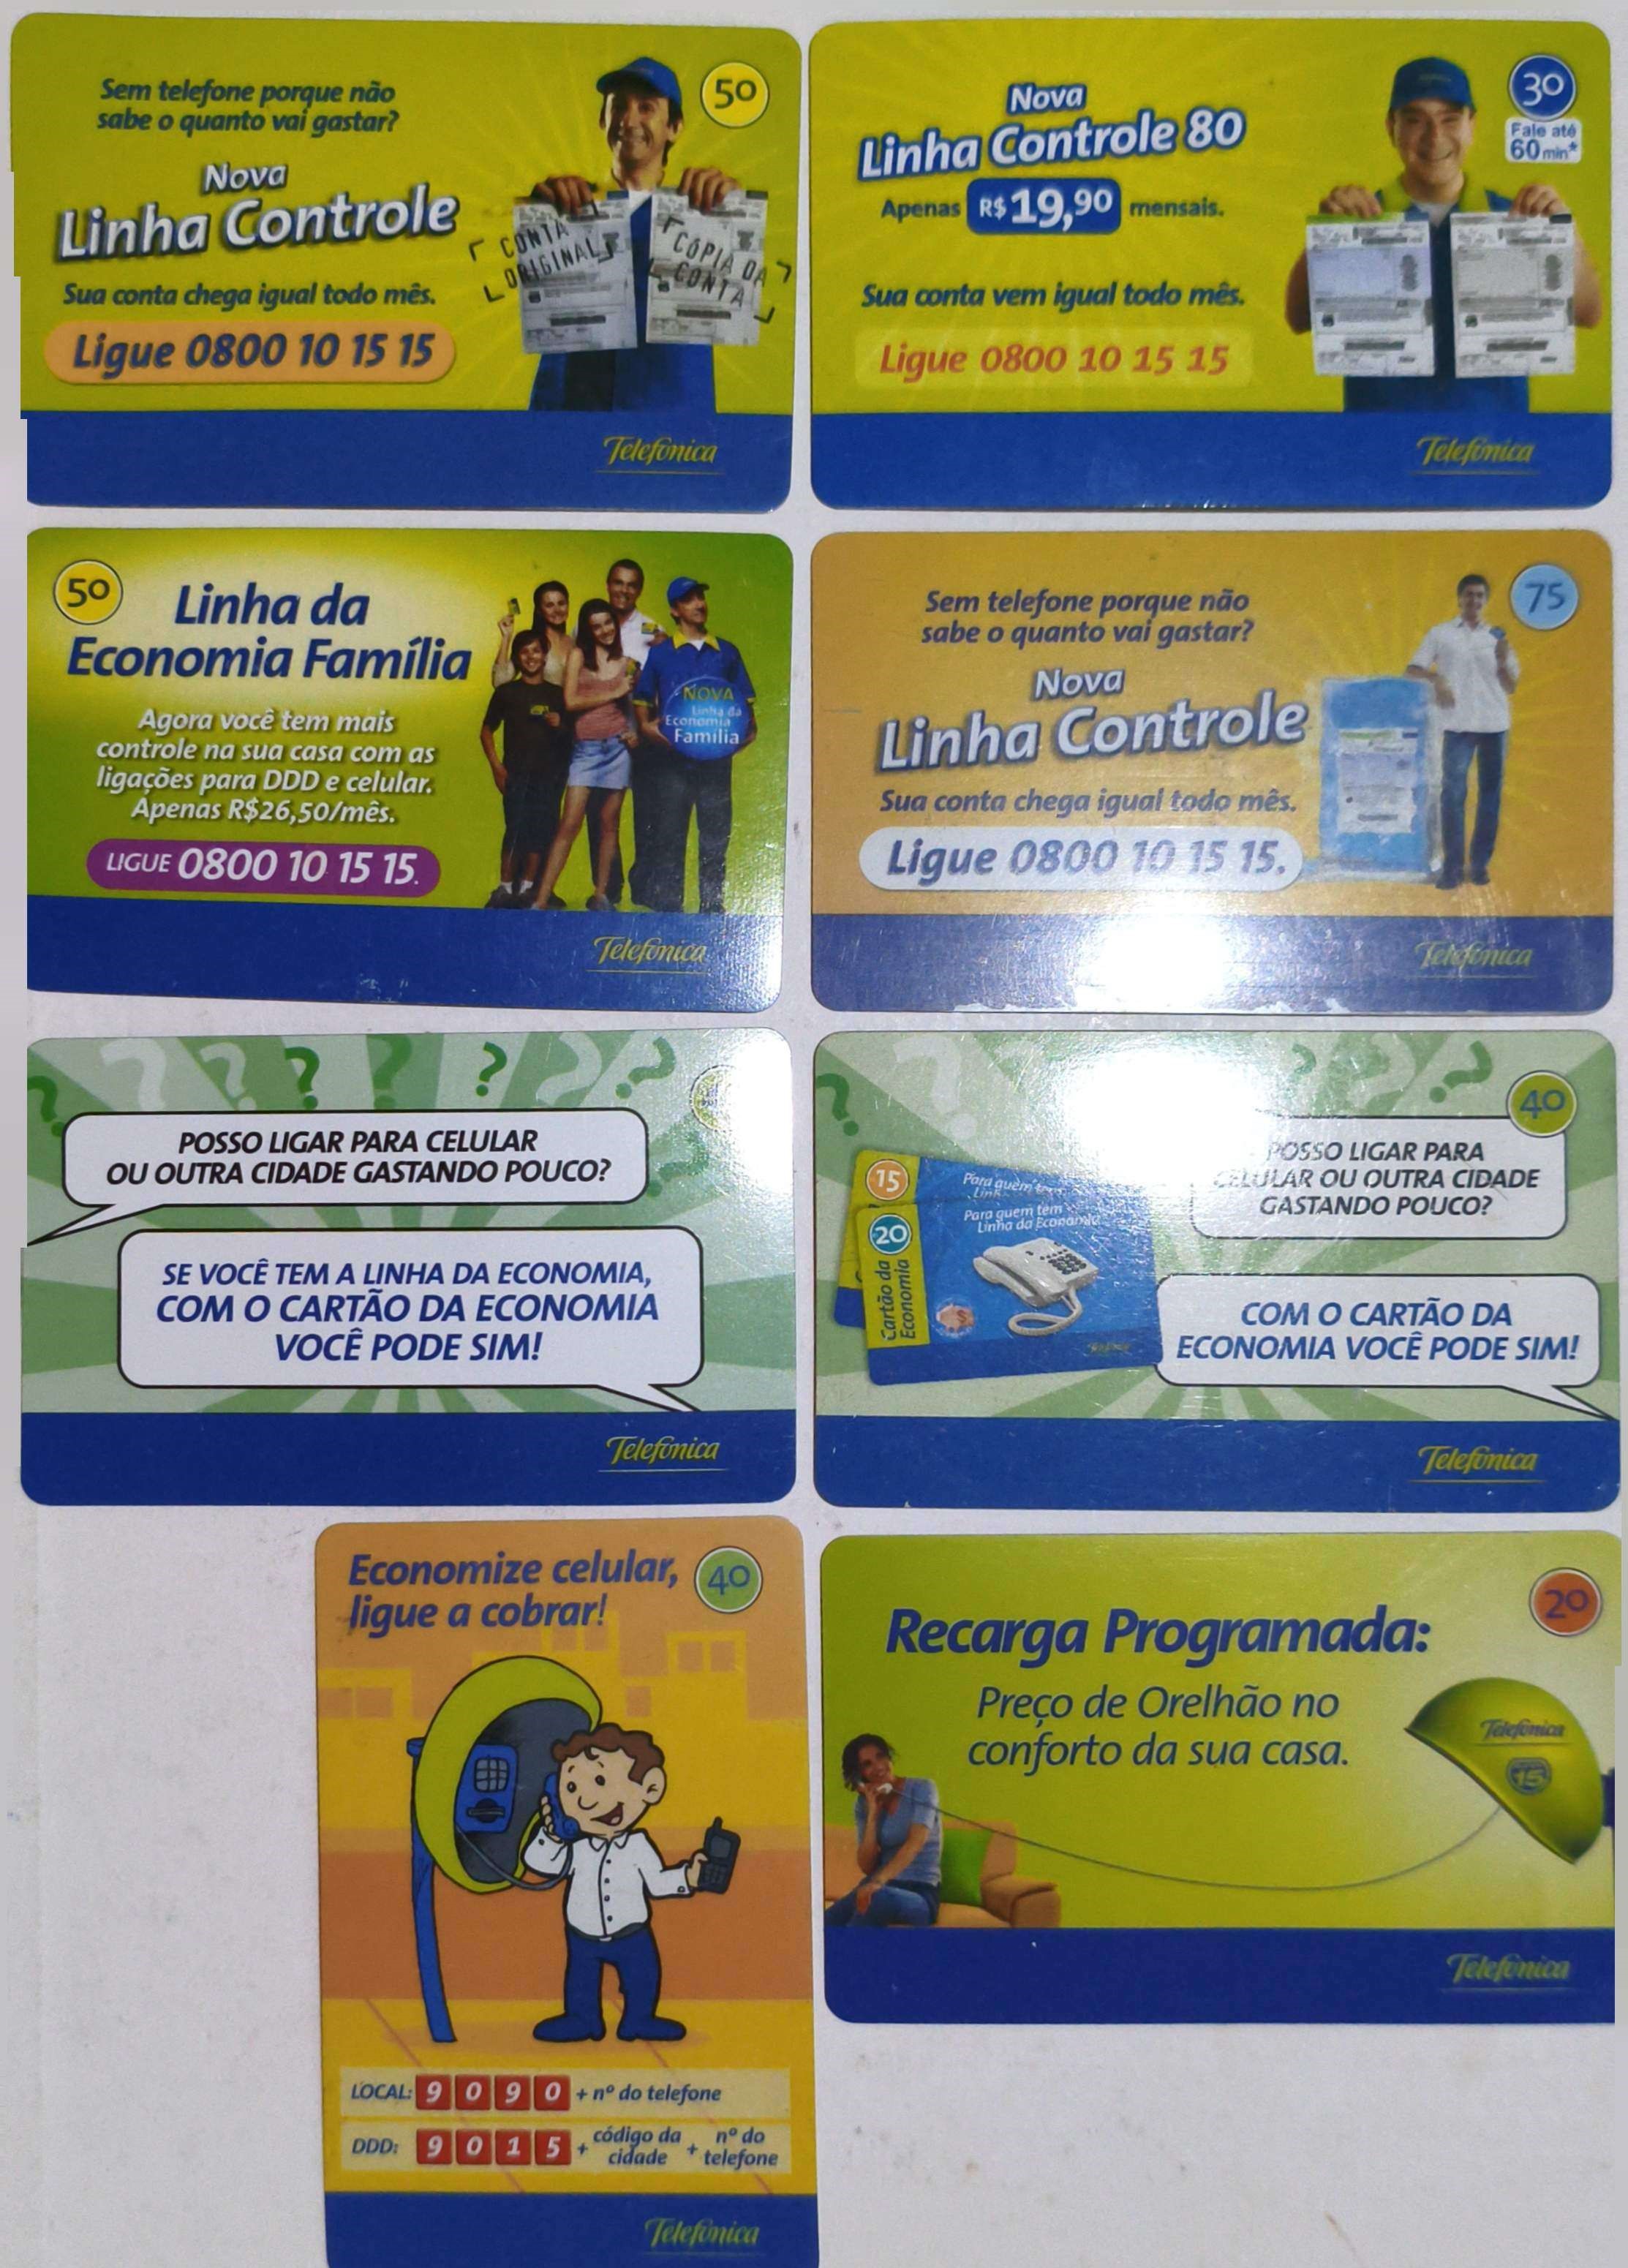 Sem telefone porque não
sabe o quanto vai gastar?
50
Nova
Linha Controle
CONTA
ORIGINAL
CÓPIA DA
CONTA
Sua conta chega igual todo mês.
Ligue 0800 10 15 15
Telefónica
Nova
Linha Controle 80
30
Fale até
60 min*
Apenas R$ 19,90 mensais.
Sua conta vem igual todo mês.
Ligue 0800 10 15 15
Telefónica
50
Linha da
Economia Família
Agora você tem mais
controle na sua casa com as
ligações para DDD e celular.
Apenas R$26,50/mês.
LIGUE 0800 10 15 15.
NOVA
Linha da
Economia
Família
Telefónica
Sem telefone porque não
sabe o quanto vai gastar?
75
Nova
Linha Controle
Sua conta chega igual todo mês.
Ligue 0800 10 15 15.
Telefónica
POSSO LIGAR PARA CELULAR
OU OUTRA CIDADE GASTANDO POUCO?
SE VOCÊ TEM A LINHA DA ECONOMIA,
COM O CARTÃO DA ECONOMIA
VOCÊ PODE SIM!
Telefónica
40
POSSO LIGAR PARA
CELULAR OU OUTRA CIDADE
GASTANDO POUCO?
15
Para quem tem
20
Para quem tem
Linha da Economia
Cartão da
Economia
COM O CARTÃO DA
ECONOMIA VOCÊ PODE SIM!
Telefónica
Economize celular,
ligue a cobrar!
40
LOCAL: 9 0 9 0 + nº do telefone
DDD: 9 0 1 5 + código da cidade + nº do telefone
Telefónica
20
Recarga Programada:
Preço de Orelhão no
conforto da sua casa.
Telefónica
15
Telefónica